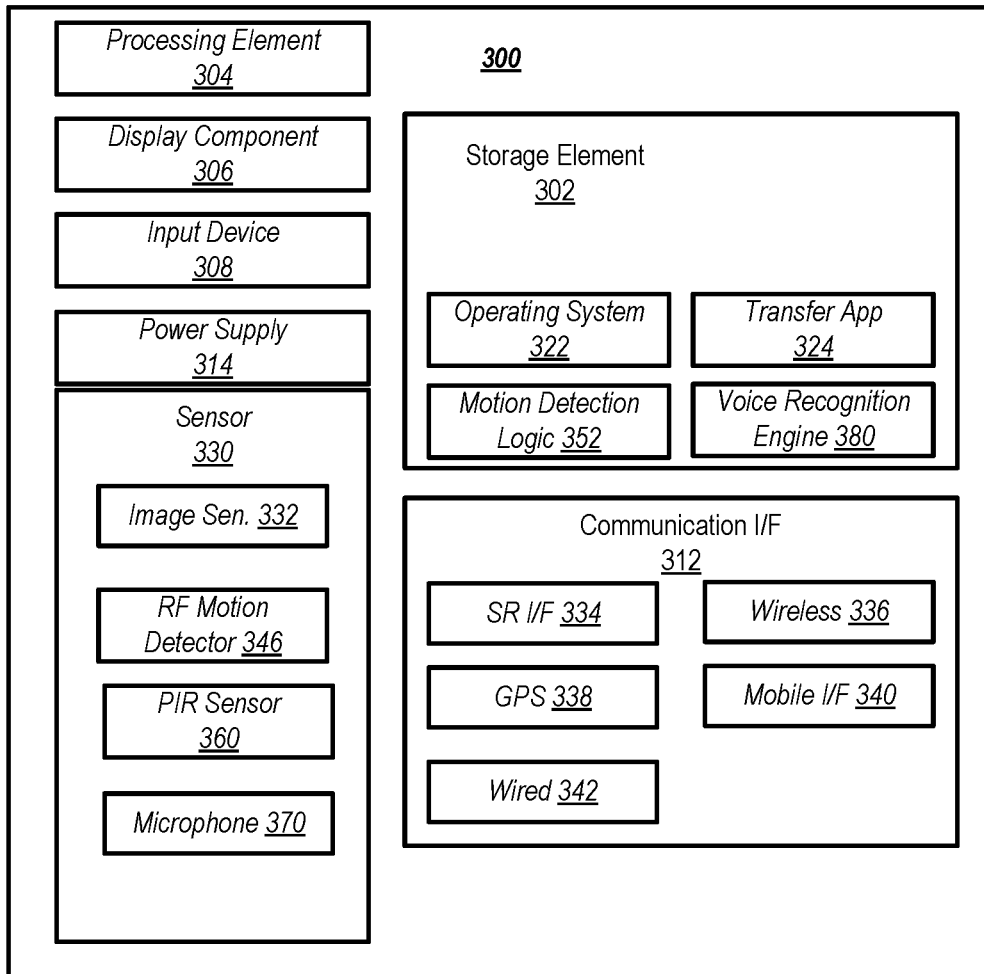 Processing Element
304
300
Display Component
306
Input Device
308
Power Supply
314
Sensor
330
Image Sen. 332
RF Motion
Detector 346
PIR Sensor
360
Microphone 370
Storage Element
302
Operating System
322
Transfer App
324
Motion Detection
Logic 352
Voice Recognition
Engine 380
Communication I/F
312
SR I/F 334
Wireless 336
GPS 338
Mobile I/F 340
Wired 342